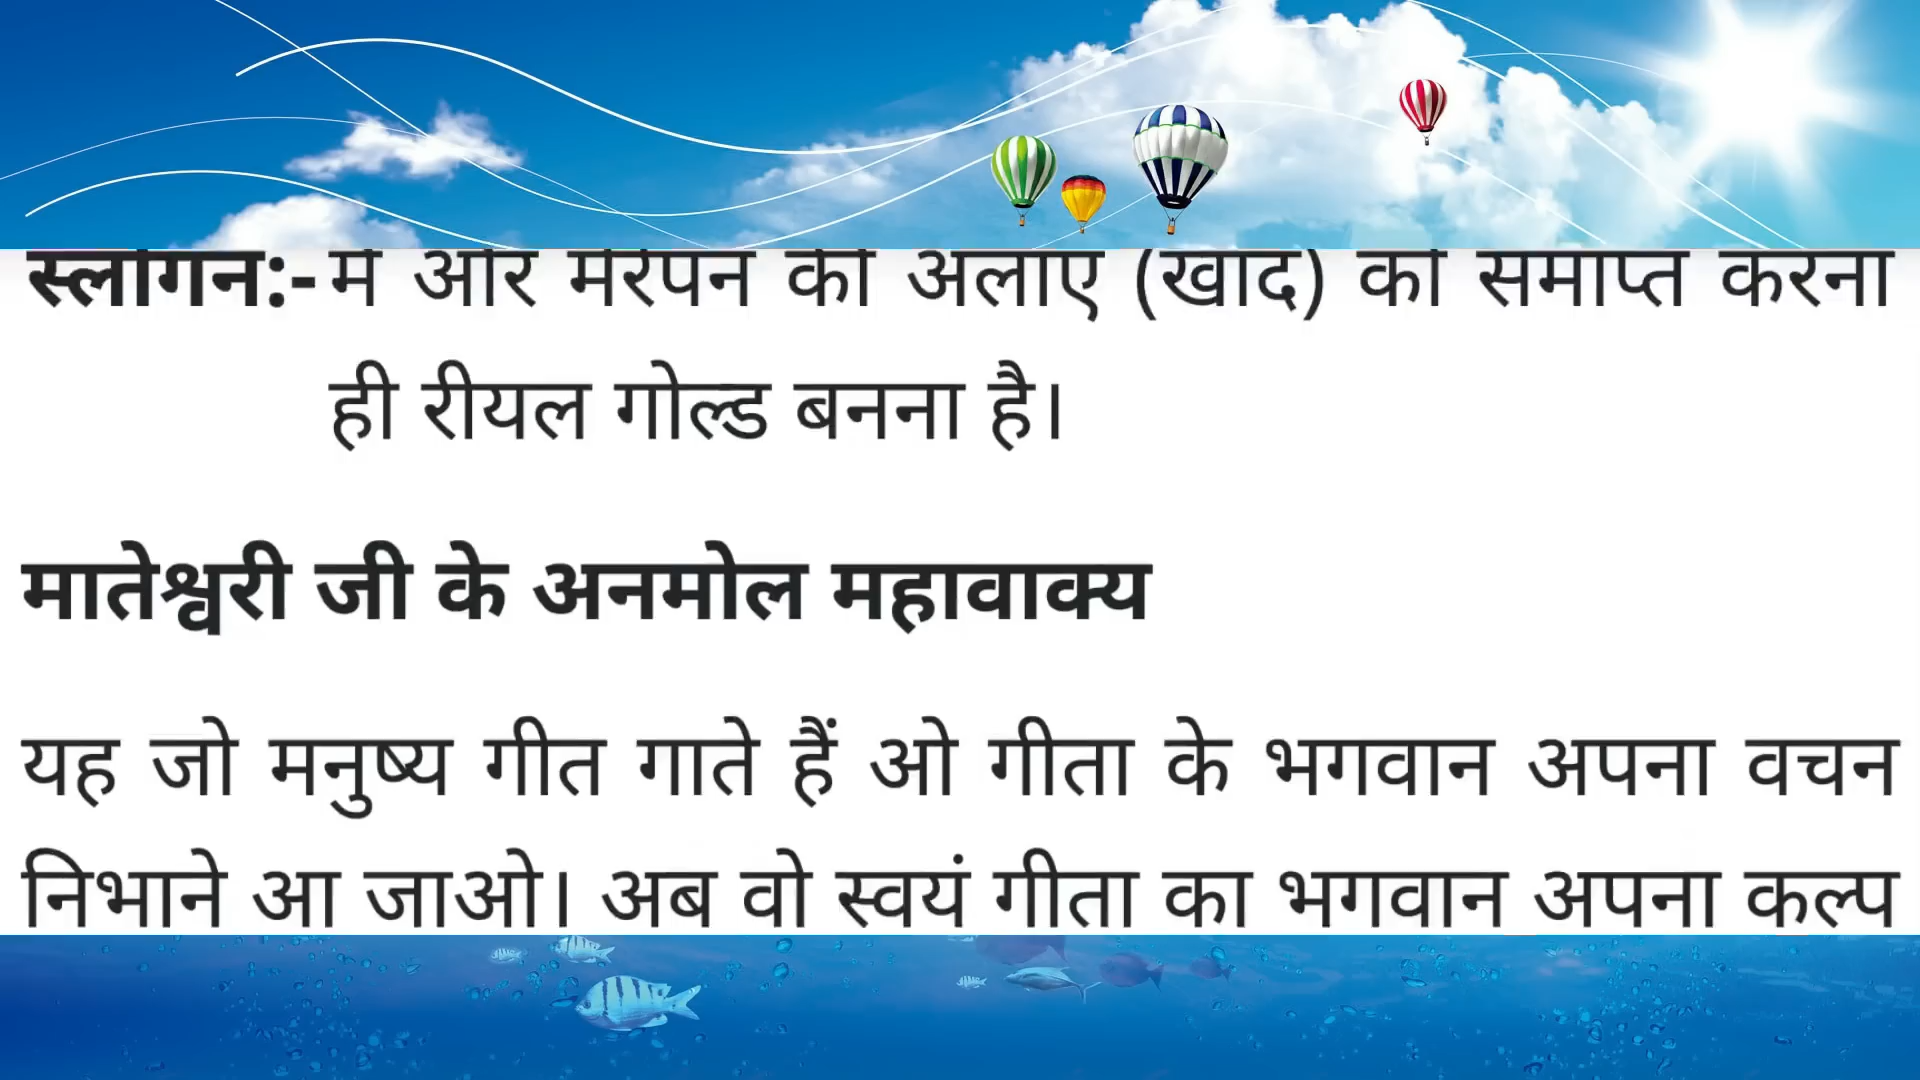 स्लोगन:- मैं और मेरेपन की अलाए (खाद) को समाप्त करना
ही रीयल गोल्ड बनना है।
मातेश्वरी जी के अनमोल महावाक्य
यह जो मनुष्य गीत गाते हैं ओ गीता के भगवान अपना वचन
निभाने आ जाओ। अब वो स्वयं गीता का भगवान अपना कल्प